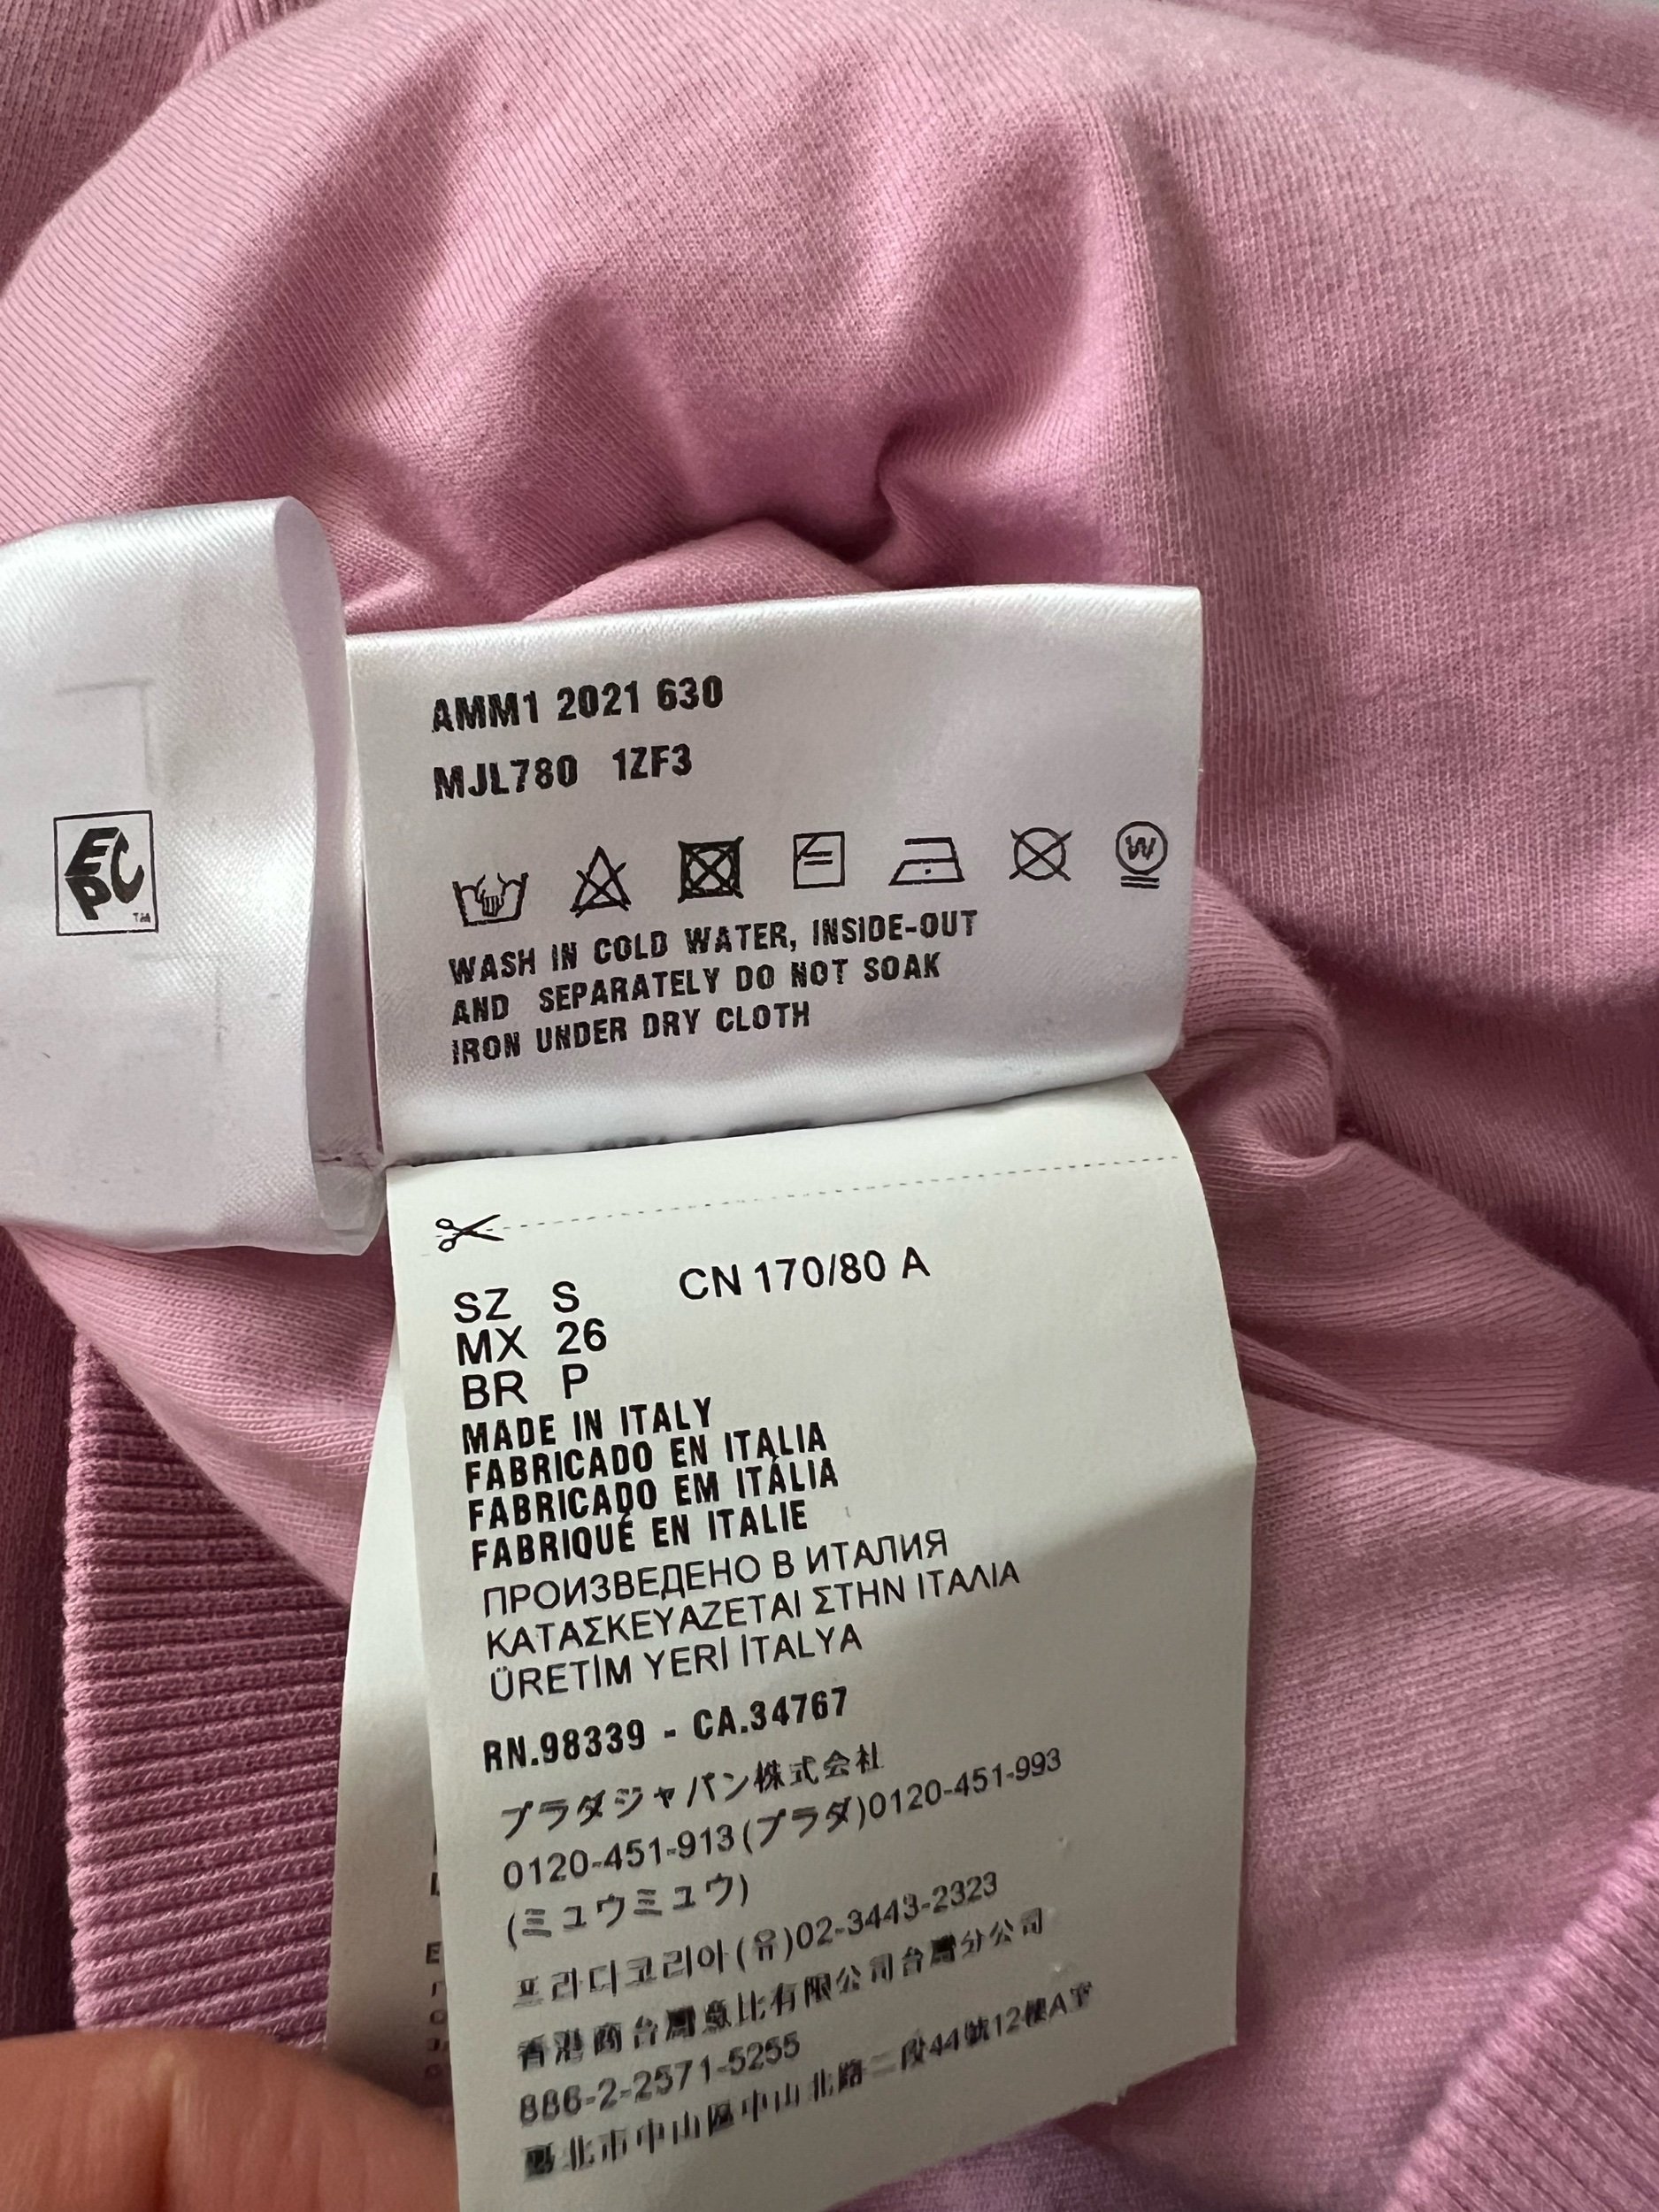 EPC
TM
AMM1 2021 630
MJL780 1ZF3
W
WASH IN COLD WATER, INSIDE-OUT
AND SEPARATELY DO NOT SOAK
IRON UNDER DRY CLOTH
SZ S CN 170/80 A
MX 26
BR P
MADE IN ITALY
FABRICADO EN ITALIA
FABRICADO EM ITÁLIA
FABRIQUÉ EN ITALIE
ПРОИЗВЕДЕНО В ИТАЛИЯ
ΚΑΤΑΣΚΕΥΑΖΕΤΑΙ ΣΤΗΝ ΙΤΑΛΙΑ
ÜRETİM YERİ İTALYA
RN.98339 - CA.34767
プラダジャパン株式会社
0120-451-913(プラダ)0120-451-993
(ミュウミュウ)
프라다코리아(유)02-3443-2323
香港商台灣意比有限公司台灣分公司
886-2-2571-5255
臺北市中山區中山北路二段44號12樓A室